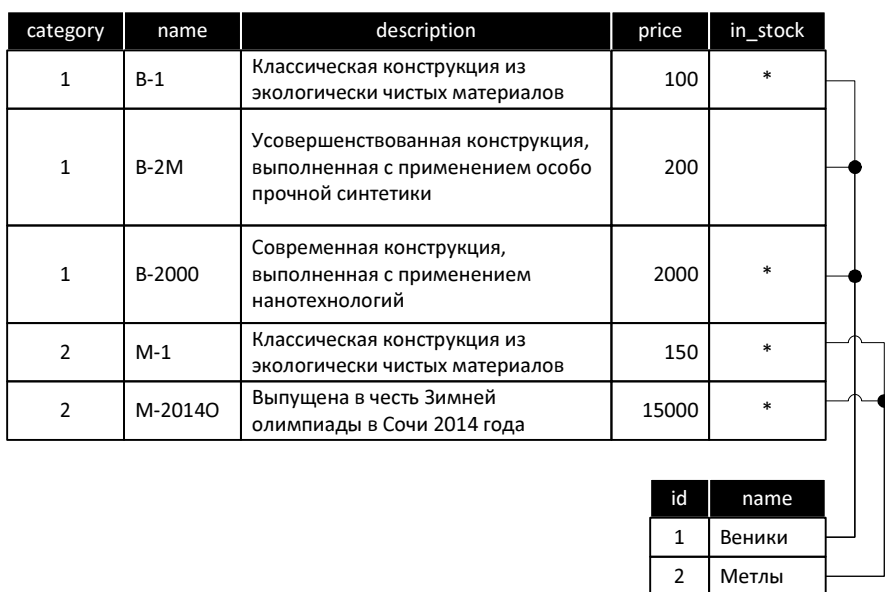 category name description price in_stock
1 В-1 Классическая конструкция из экологически чистых материалов 100 *
1 В-2М Усовершенствованная конструкция, выполненная с применением особо прочной синтетики 200
1 В-2000 Современная конструкция, выполненная с применением нанотехнологий 2000 *
2 М-1 Классическая конструкция из экологически чистых материалов 150 *
2 М-2014О Выпущена в честь Зимней олимпиады в Сочи 2014 года 15000 *
id name
1 Веники
2 Метлы